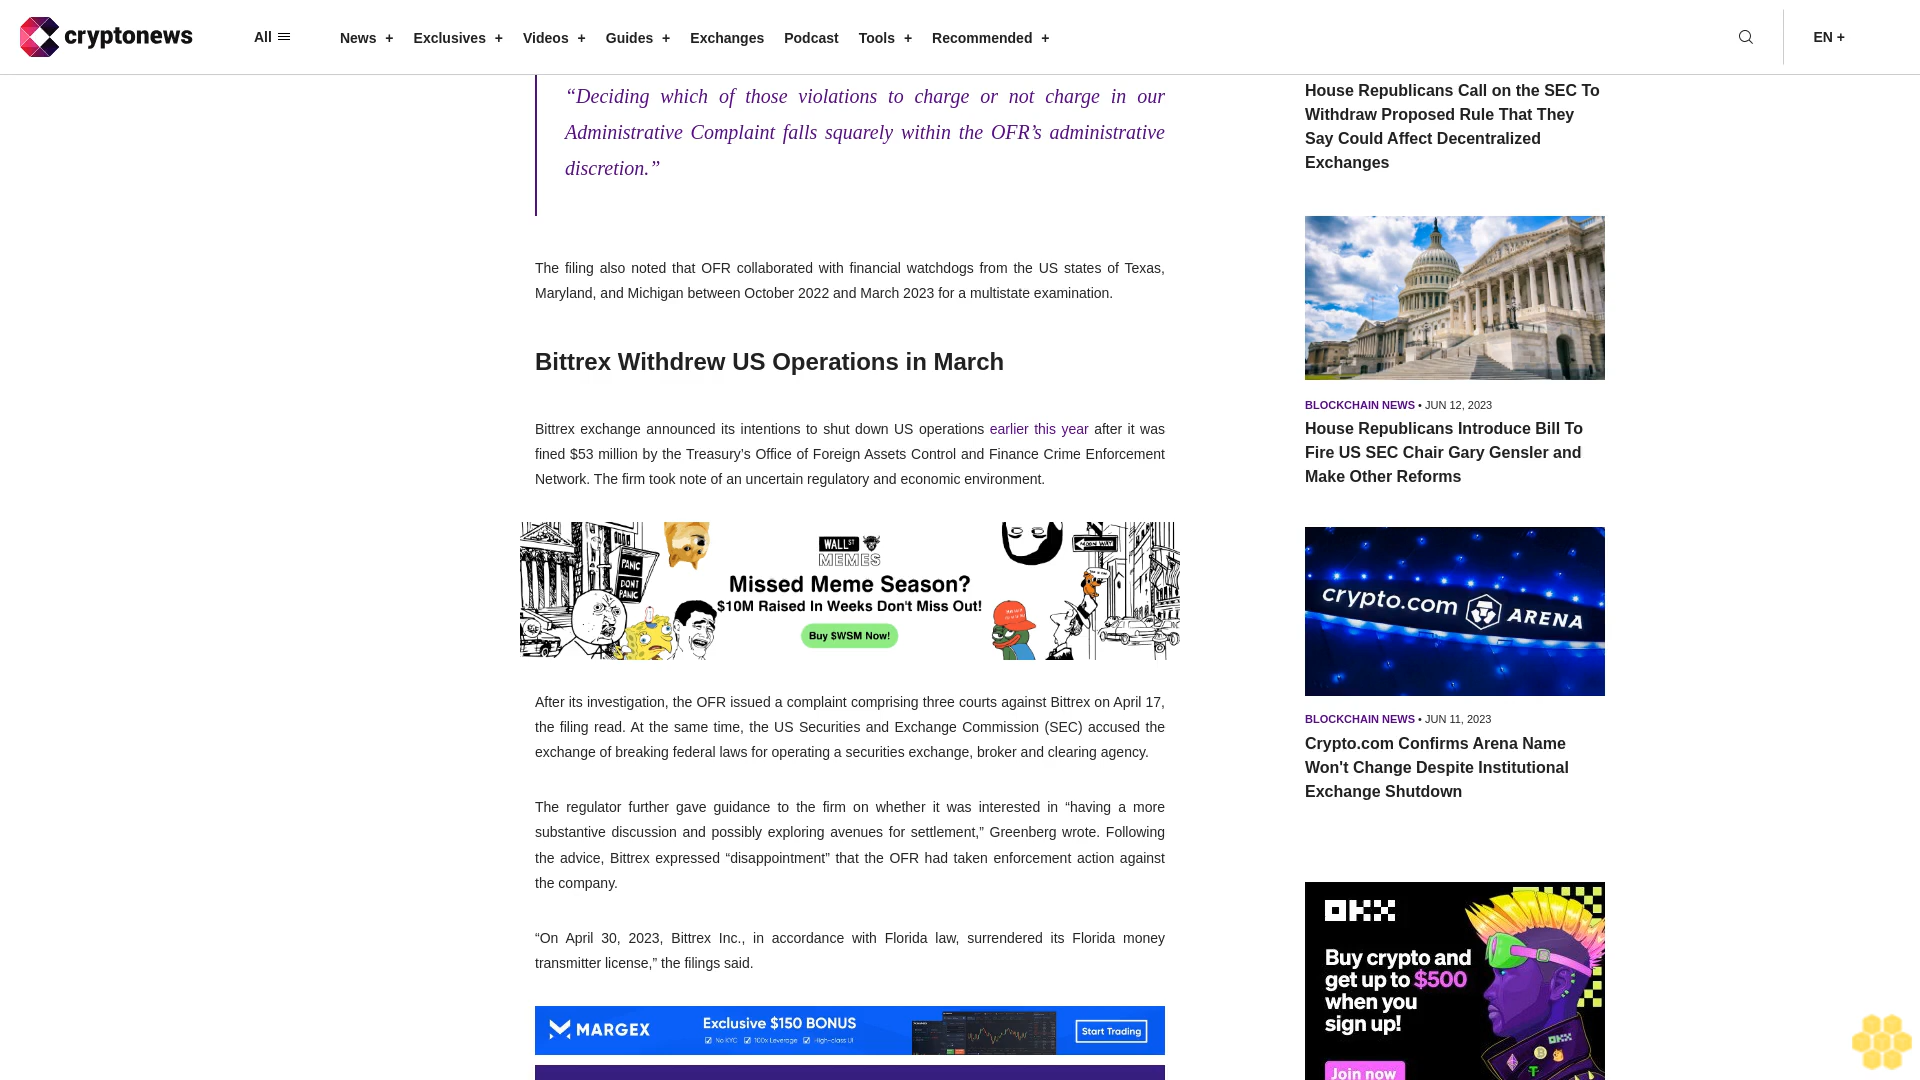 cryptonews
All
News +
Exclusives +
Videos +
Guides +
Exchanges
Podcast
Tools +
Recommended +
EN +
“Deciding which of those violations to charge or not charge in our
Administrative Complaint falls squarely within the OFR’s administrative
discretion.”
The filing also noted that OFR collaborated with financial watchdogs from the US states of Texas,
Maryland, and Michigan between October 2022 and March 2023 for a multistate examination.
Bittrex Withdrew US Operations in March
Bittrex exchange announced its intentions to shut down US operations earlier this year after it was
fined $53 million by the Treasury’s Office of Foreign Assets Control and Finance Crime Enforcement
Network. The firm took note of an uncertain regulatory and economic environment.
PANIC
DON'T
PANIC
WALL ST
MEMES
Missed Meme Season?
$10M Raised In Weeks Don't Miss Out!
Buy $WSM Now!
MOON WAY
After its investigation, the OFR issued a complaint comprising three courts against Bittrex on April 17,
the filing read. At the same time, the US Securities and Exchange Commission (SEC) accused the
exchange of breaking federal laws for operating a securities exchange, broker and clearing agency.
The regulator further gave guidance to the firm on whether it was interested in “having a more
substantive discussion and possibly exploring avenues for settlement,” Greenberg wrote. Following
the advice, Bittrex expressed “disappointment” that the OFR had taken enforcement action against
the company.
“On April 30, 2023, Bittrex Inc., in accordance with Florida law, surrendered its Florida money
transmitter license,” the filings said.
MARGEX
Exclusive $150 BONUS
No KYC 100x Leverage High-class UI
Start Trading
House Republicans Call on the SEC To
Withdraw Proposed Rule That They
Say Could Affect Decentralized
Exchanges
BLOCKCHAIN NEWS • JUN 12, 2023
House Republicans Introduce Bill To
Fire US SEC Chair Gary Gensler and
Make Other Reforms
crypto.com ARENA
BLOCKCHAIN NEWS • JUN 11, 2023
Crypto.com Confirms Arena Name
Won't Change Despite Institutional
Exchange Shutdown
OKX
Buy crypto and
get up to $500
when you
sign up!
OKX
Join now